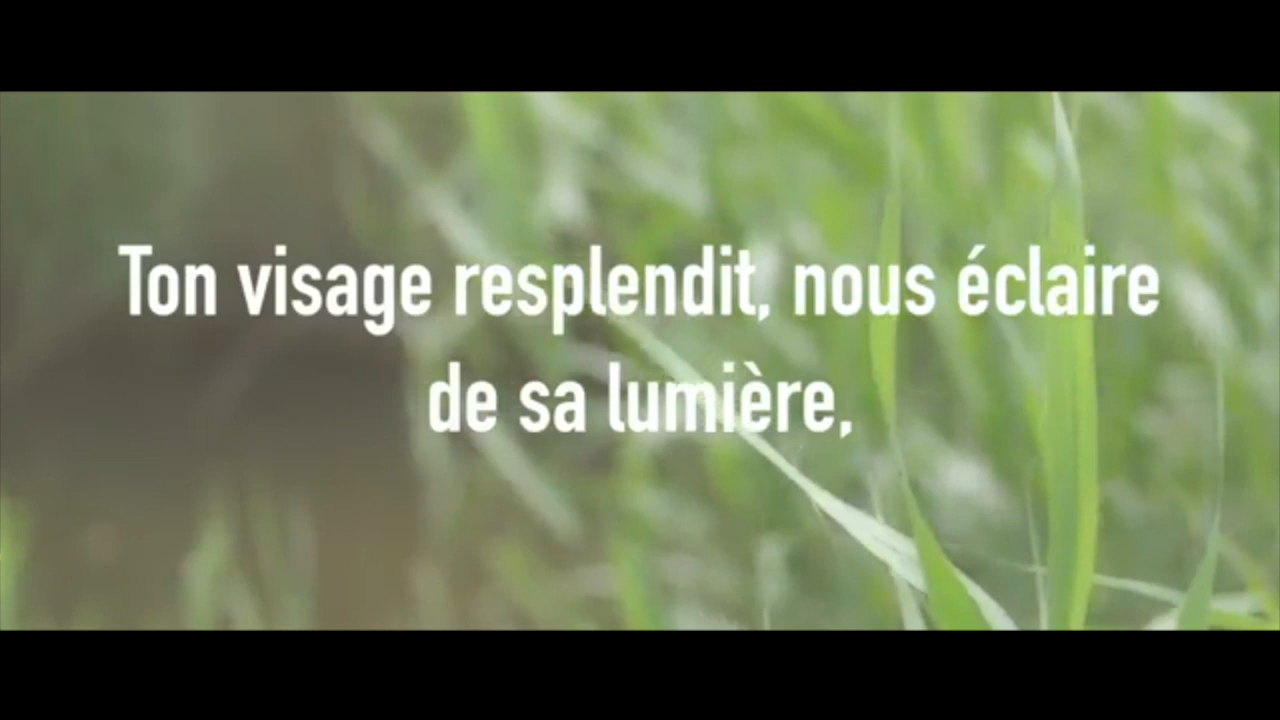 Ton visage resplendit, nous éclaire
de sa lumière,